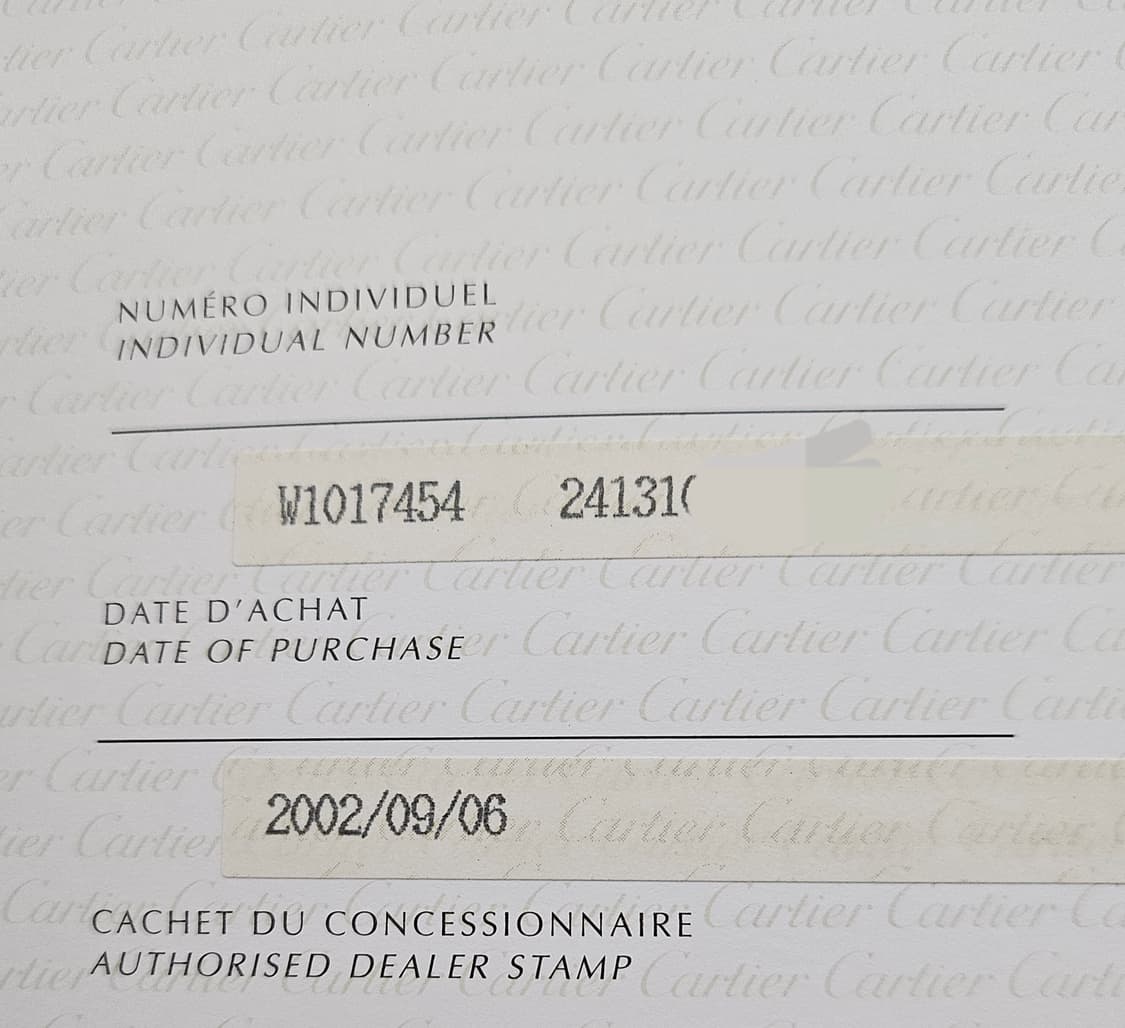 NUMÉRO INDIVIDUEL
INDIVIDUAL NUMBER
W1017454 24131
DATE D'ACHAT
DATE OF PURCHASE
2002/09/06
CACHET DU CONCESSIONNAIRE
AUTHORISED DEALER STAMP